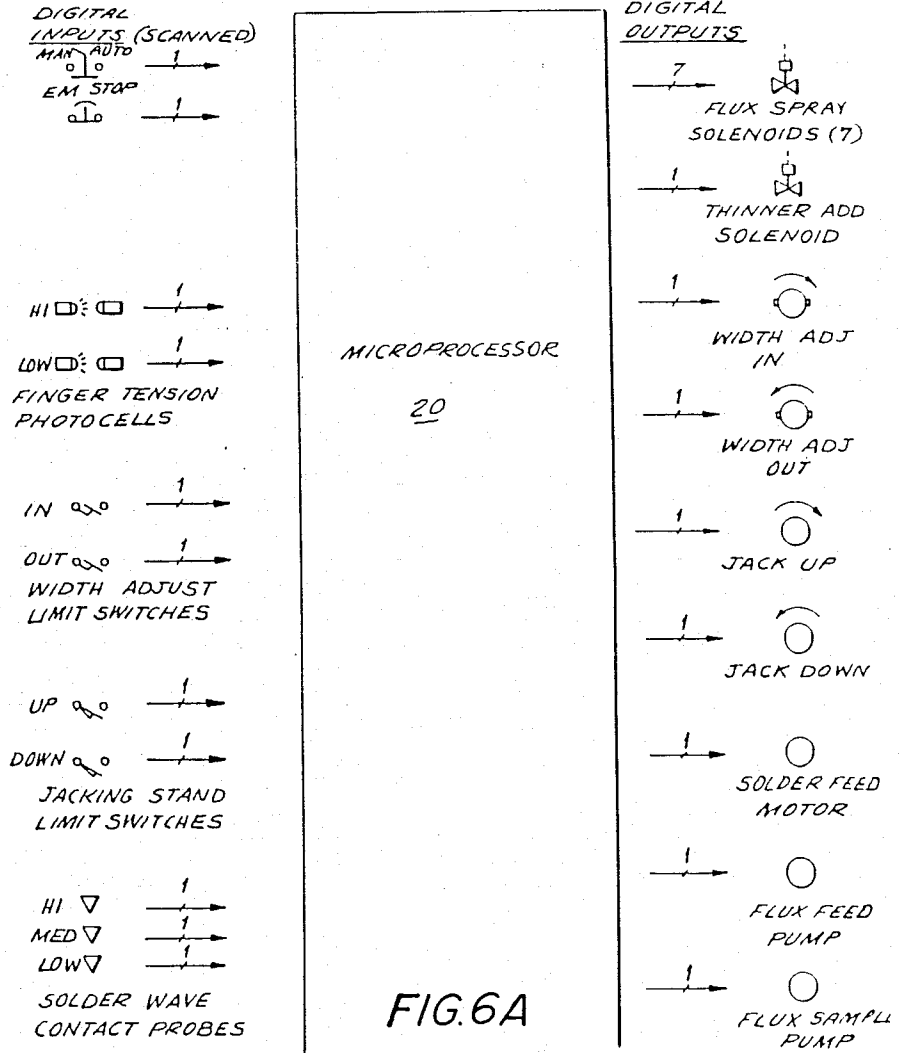 DIGITAL
INPUTS (SCANNED)
MAN AUTO
1
EM STOP
1
HI
1
LOW
1
FINGER TENSION
PHOTOCELLS
IN
1
OUT
1
WIDTH ADJUST
LIMIT SWITCHES
UP
1
DOWN
1
JACKING STAND
LIMIT SWITCHES
HI
1
MED
1
LOW
1
SOLDER WAVE
CONTACT PROBES
MICROPROCESSOR
20
FIG.6A
DIGITAL
OUTPUTS
7
FLUX SPRAY
SOLENOIDS (7)
1
THINNER ADD
SOLENOID
1
WIDTH ADJ
IN
1
WIDTH ADJ
OUT
1
JACK UP
1
JACK DOWN
1
SOLDER FEED
MOTOR
1
FLUX FEED
PUMP
1
FLUX SAMPLE
PUMP